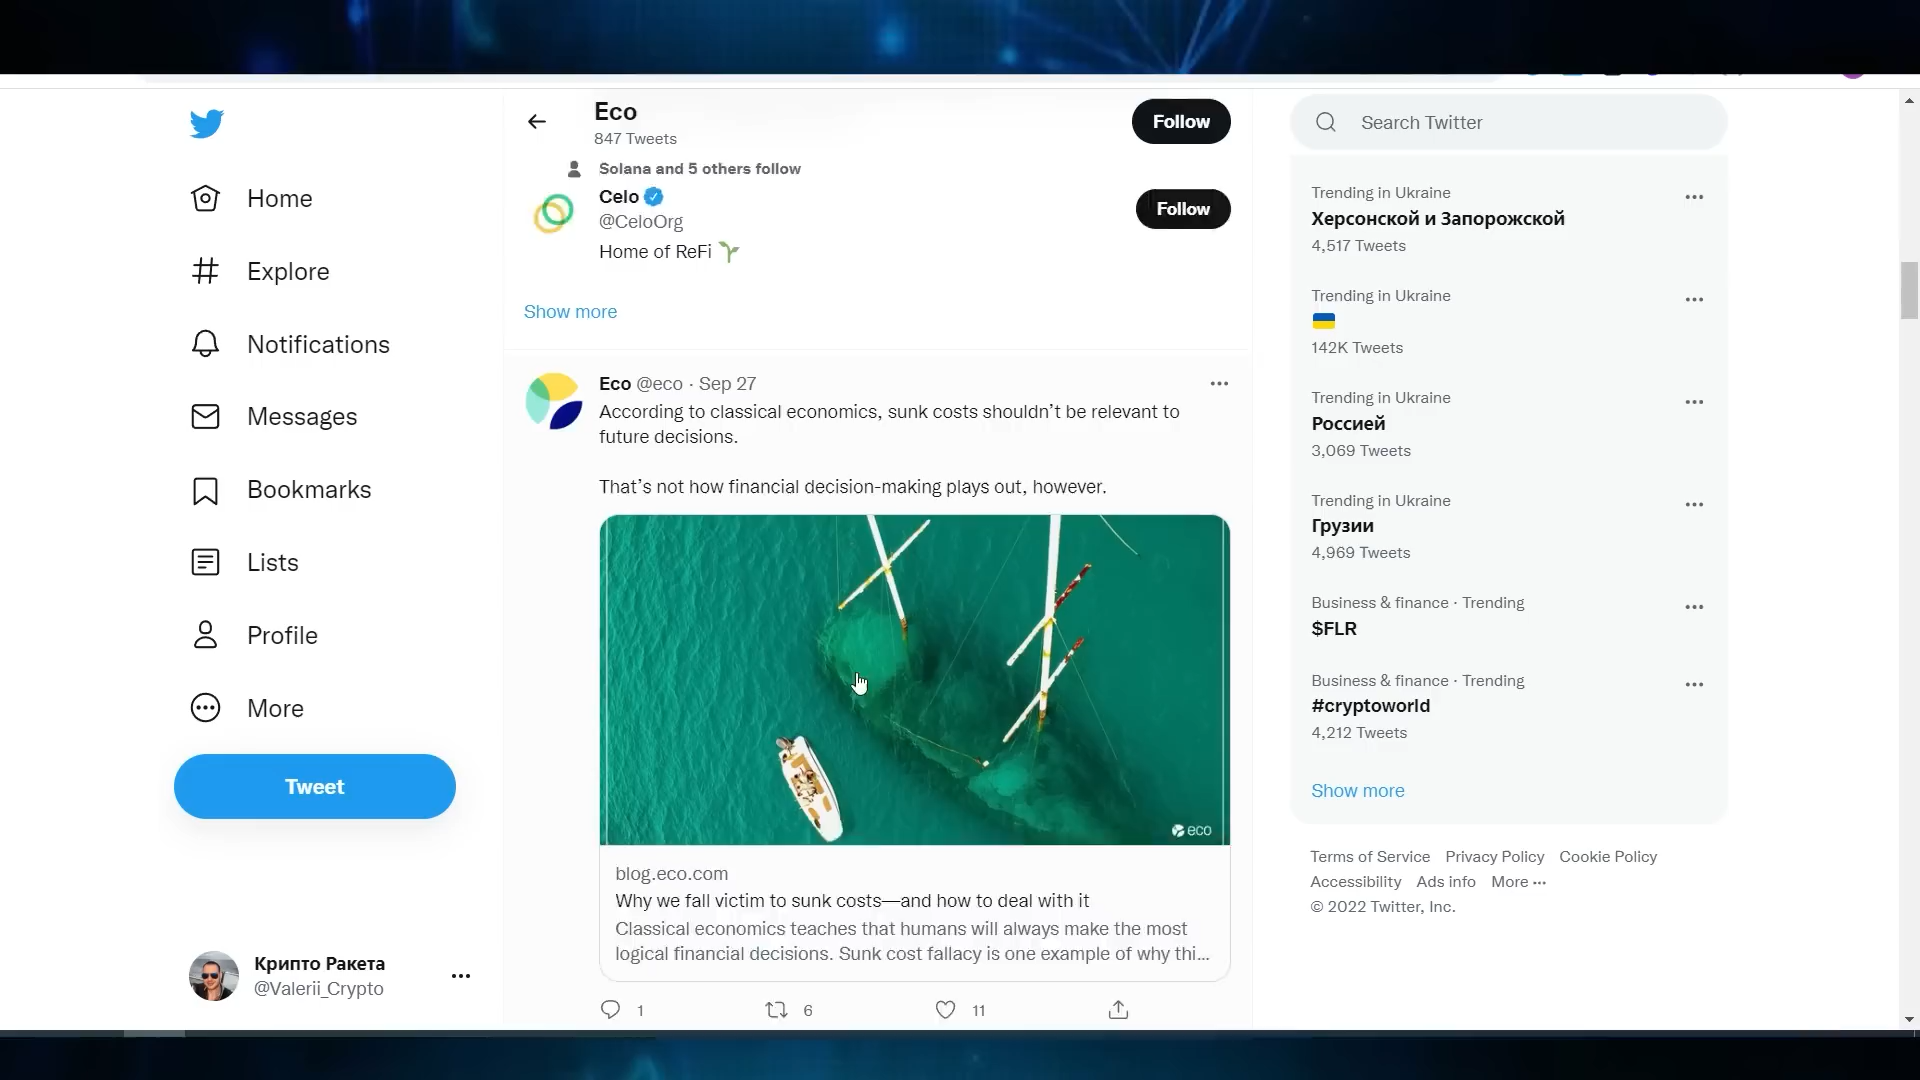 Home
Explore
Notifications
Messages
Bookmarks
Lists
Profile
More
Tweet
Крипто Ракета
@Valerii_Crypto
Eco
847 Tweets
Follow
Solana and 5 others follow
Celo
@CeloOrg
Home of ReFi
Follow
Show more
Eco @eco · Sep 27
According to classical economics, sunk costs shouldn’t be relevant to
future decisions.
That’s not how financial decision-making plays out, however.
eco
blog.eco.com
Why we fall victim to sunk costs—and how to deal with it
Classical economics teaches that humans will always make the most
logical financial decisions. Sunk cost fallacy is one example of why thi...
1
6
11
Search Twitter
Trending in Ukraine
Херсонской и Запорожской
4,517 Tweets
Trending in Ukraine
142K Tweets
Trending in Ukraine
Россией
3,069 Tweets
Trending in Ukraine
Грузии
4,969 Tweets
Business & finance · Trending
$FLR
Business & finance · Trending
#cryptoworld
4,212 Tweets
Show more
Terms of Service Privacy Policy Cookie Policy
Accessibility Ads info More ···
© 2022 Twitter, Inc.